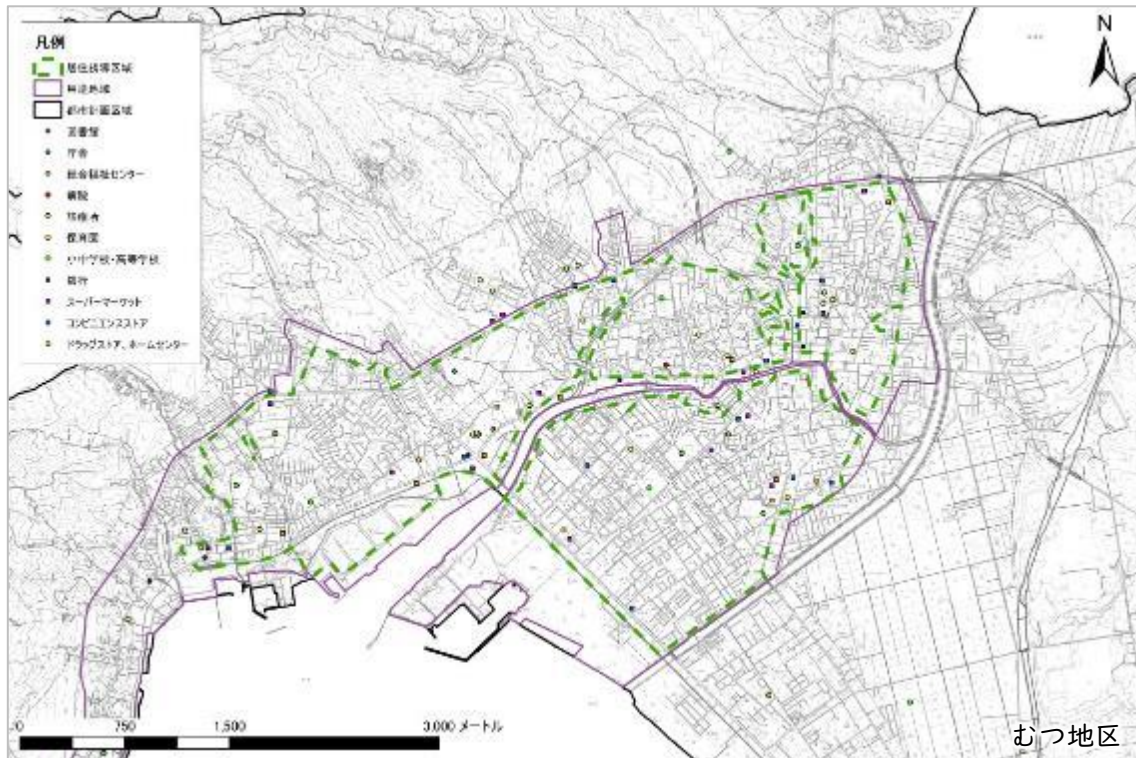 凡例
居住誘導区域
用途地域
都市計画区域
図書館
庁舎
総合福祉センター
病院
診療所
保育園
小中学校・高等学校
銀行
スーパーマーケット
コンビニエンスストア
ドラッグストア、ホームセンター
N
0 750 1,500 3,000 メートル
むつ地区